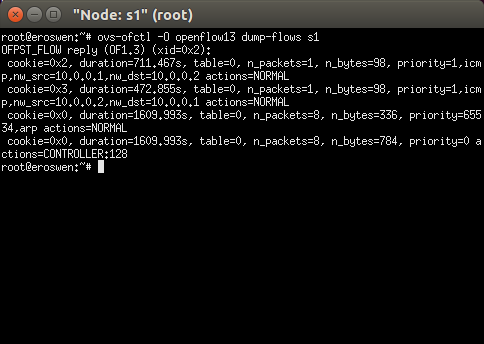 "Node: s1" (root)
root@eroswen:~# ovs-ofctl -O openflow13 dump-flows s1
OFPST_FLOW reply (OF1.3) (xid=0x2):
 cookie=0x2, duration=711.467s, table=0, n_packets=1, n_bytes=98, priority=1,icm
p,nw_src=10.0.0.1,nw_dst=10.0.0.2 actions=NORMAL
 cookie=0x3, duration=472.855s, table=0, n_packets=1, n_bytes=98, priority=1,icm
p,nw_src=10.0.0.2,nw_dst=10.0.0.1 actions=NORMAL
 cookie=0x0, duration=1609.993s, table=0, n_packets=8, n_bytes=336, priority=655
34,arp actions=NORMAL
 cookie=0x0, duration=1609.993s, table=0, n_packets=8, n_bytes=784, priority=0 a
ctions=CONTROLLER:128
root@eroswen:~#